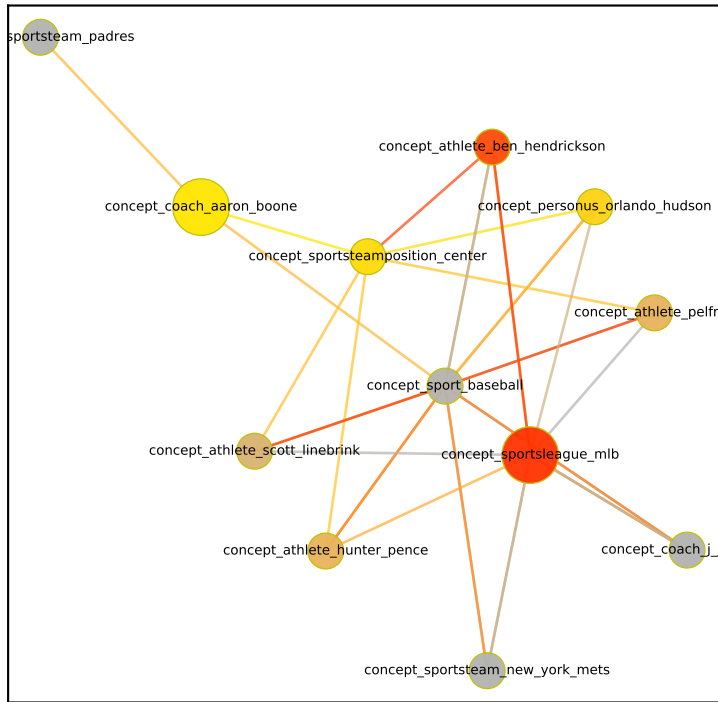 sportsteam_padres
concept_athlete_ben_hendrickson
concept_coach_aaron_boone
concept_personus_orlando_hudson
concept_sportsteamposition_center
concept_athlete_pelfr
concept_sport_baseball
concept_athlete_scott_linebrink
concept_sportsleague_mlb
concept_athlete_hunter_pence
concept_coach_j_
concept_sportsteam_new_york_mets